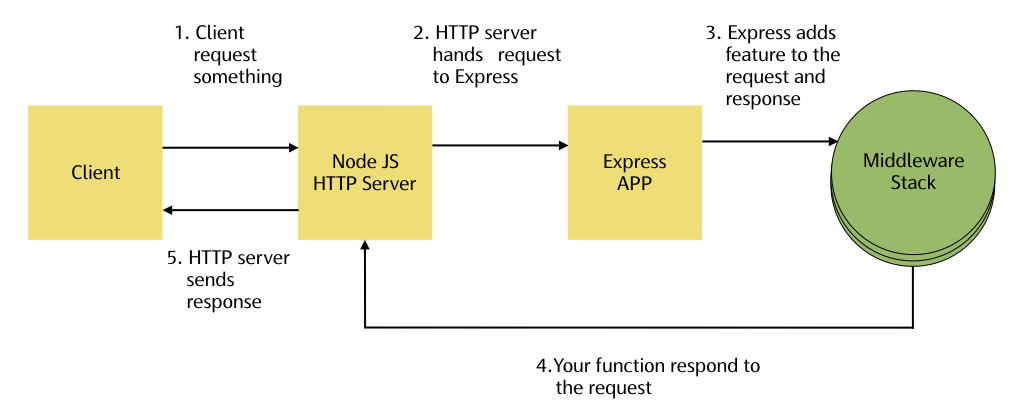 1. Client
request
something
2. HTTP server
hands request
to Express
3. Express adds
feature to the
request and
response
Client
Node JS
HTTP Server
Express
APP
Middleware
Stack
5. HTTP server
sends
response
4.Your function respond to
the request